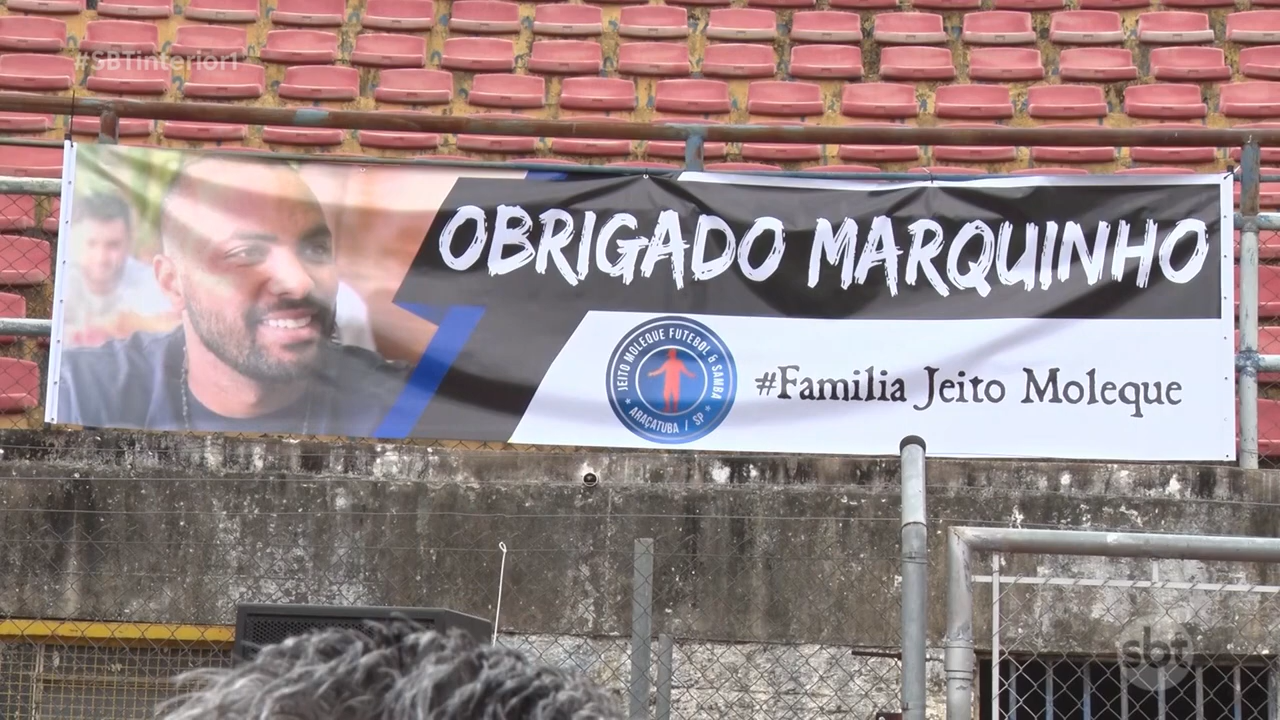 #SBTinterior1
OBRIGADO MARQUINHO
JEITO MOLEQUE FUTEBOL & SAMBA
ARAÇATUBA / SP
#Familia Jeito Moleque
sbt